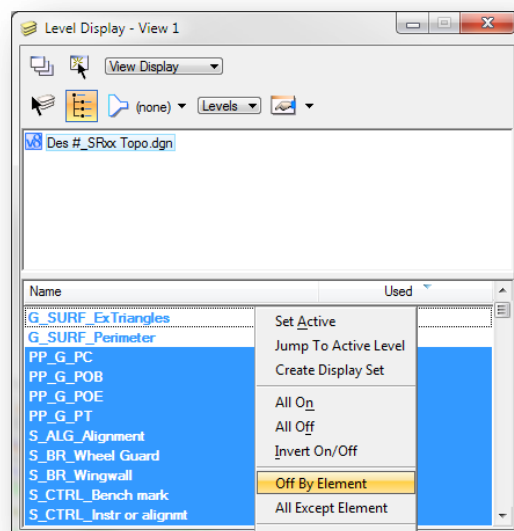 Level Display - View 1
View Display
(none)
Levels
V8 Des #_SRxx Topo.dgn
Name Used
G_SURF_ExTriangles
G_SURF_Perimeter
PP_G_PC
PP_G_POB
PP_G_POE
PP_G_PT
S_ALG_Alignment
S_BR_Wheel Guard
S_BR_Wingwall
S_CTRL_Bench mark
S_CTRL_Instr or alignmt
Set Active
Jump To Active Level
Create Display Set
All On
All Off
Invert On/Off
Off By Element
All Except Element